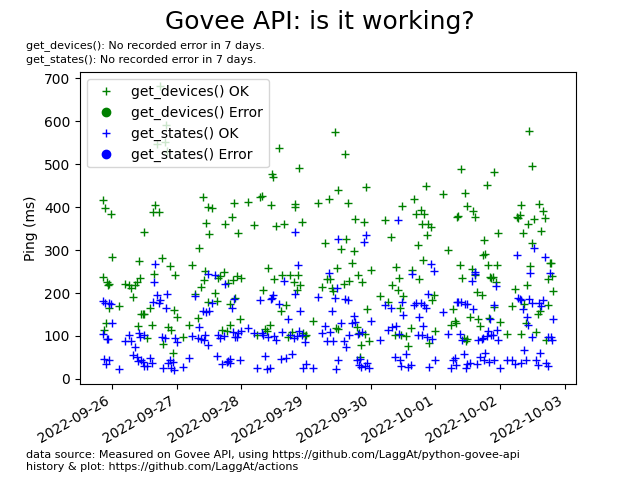 Govee API: is it working?
get_devices(): No recorded error in 7 days.
get_states(): No recorded error in 7 days.
get_devices() OK
get_devices() Error
get_states() OK
get_states() Error
Ping (ms)
700
600
500
400
300
200
100
0
2022-09-26
2022-09-27
2022-09-28
2022-09-29
2022-09-30
2022-10-01
2022-10-02
2022-10-03
data source: Measured on Govee API, using https://github.com/LaggAt/python-govee-api
history & plot: https://github.com/LaggAt/actions